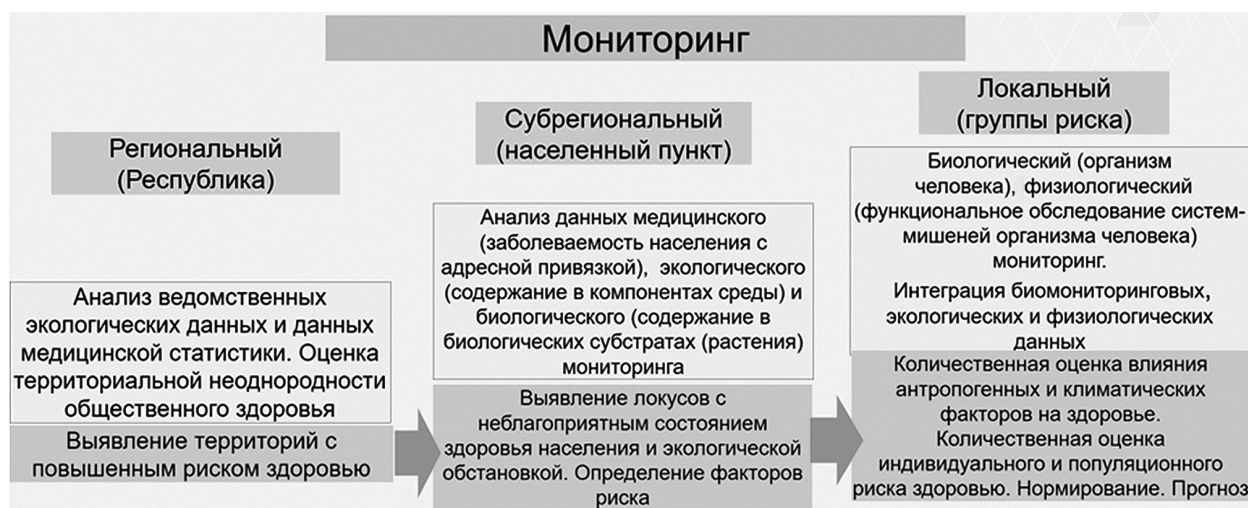 Мониторинг
Региональный
(Республика)
Анализ ведомственных
экологических данных и данных
медицинской статистики. Оценка
территориальной неоднородности
общественного здоровья
Выявление территорий с
повышенным риском здоровью
Субрегиональный
(населенный пункт)
Анализ данных медицинского
(заболеваемость населения с
адресной привязкой), экологического
(содержание в компонентах среды) и
биологического (содержание в
биологических субстратах (растения)
мониторинга
Выявление локусов с
неблагоприятным состоянием
здоровья населения и экологической
обстановкой. Определение факторов
риска
Локальный
(группы риска)
Биологический (организм
человека), физиологический
(функциональное обследование систем-
мишеней организма человека)
мониторинг.
Интеграция биомониторинговых,
экологических и физиологических
данных
Количественная оценка влияния
антропогенных и климатических
факторов на здоровье.
Количественная оценка
индивидуального и популяционного
риска здоровью. Нормирование. Прогноз